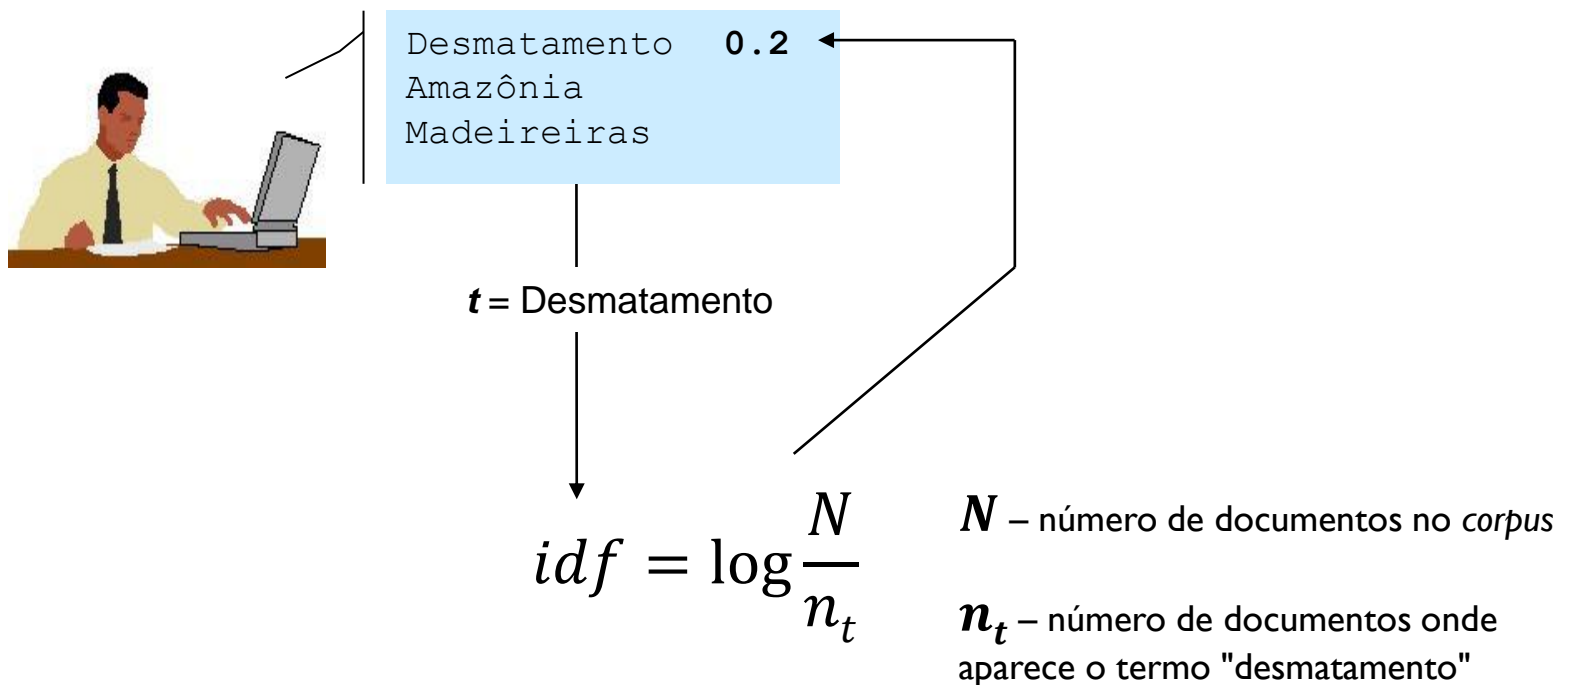 Desmatamento 0.2
Amazônia
Madeireiras
t = Desmatamento
idf = log N / n_t
N – número de documentos no corpus
n_t – número de documentos onde
aparece o termo "desmatamento"